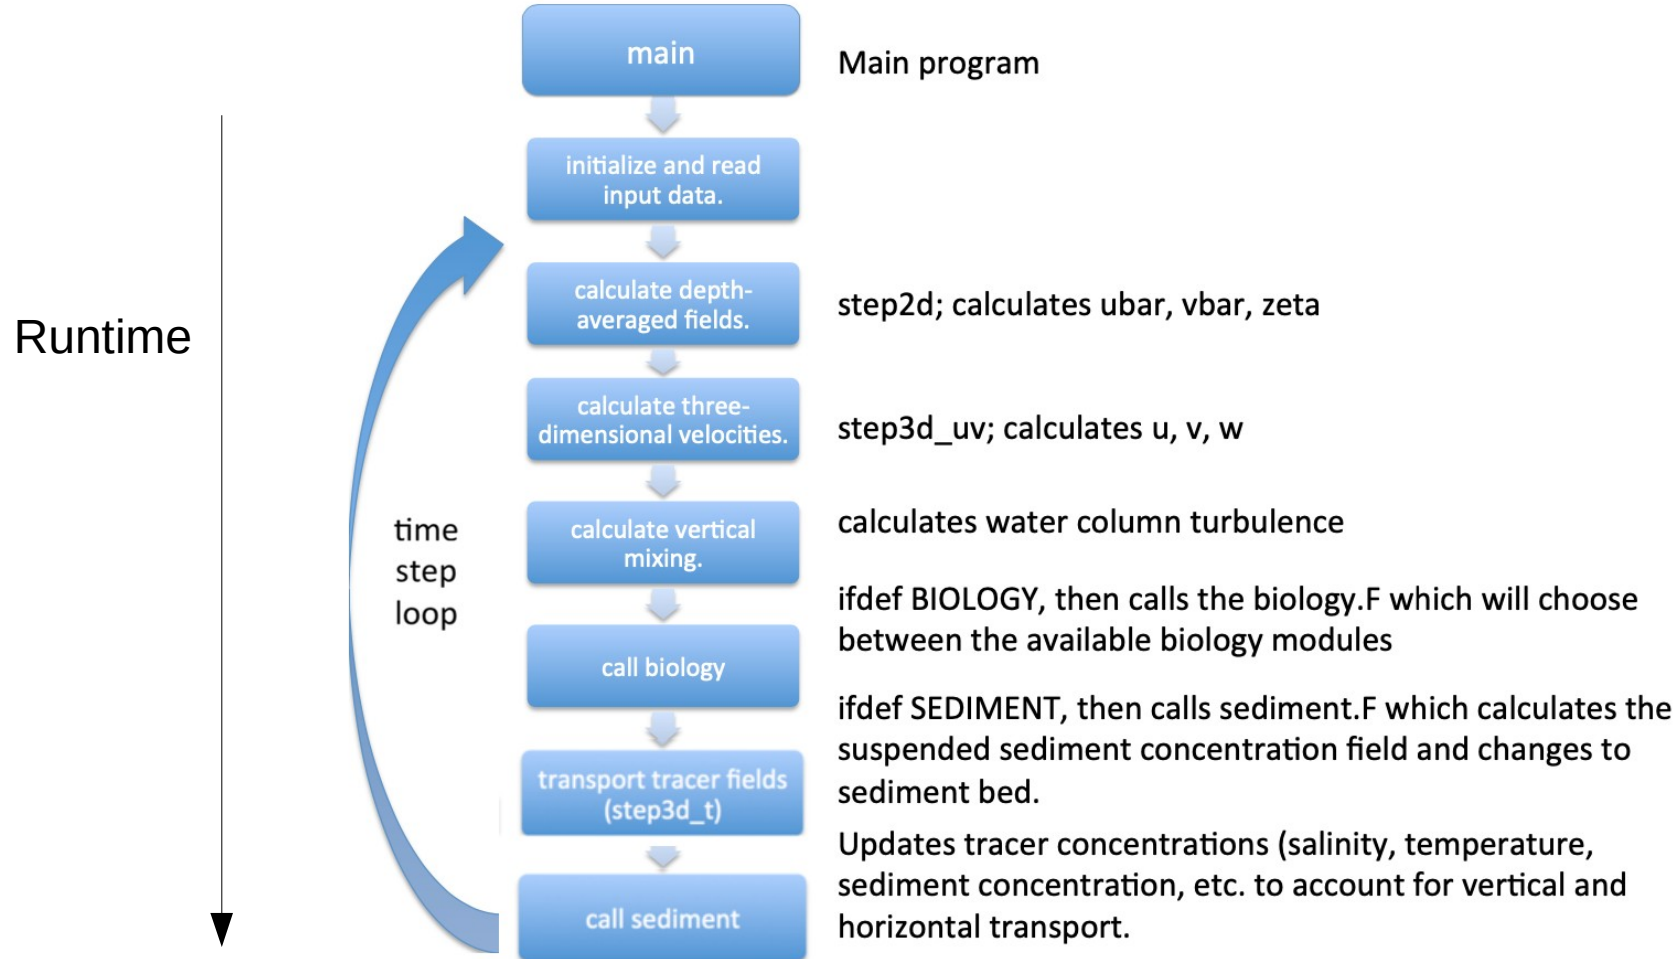 main
Main program
initialize and read
input data.
calculate depth-
averaged fields.
step2d; calculates ubar, vbar, zeta
Runtime
calculate three-
dimensional velocities.
step3d_uv; calculates u, v, w
time
step
loop
calculate vertical
mixing.
calculates water column turbulence
call biology
ifdef BIOLOGY, then calls the biology.F which will choose
between the available biology modules
transport tracer fields
(step3d_t)
ifdef SEDIMENT, then calls sediment.F which calculates the
suspended sediment concentration field and changes to
sediment bed.
call sediment
Updates tracer concentrations (salinity, temperature,
sediment concentration, etc. to account for vertical and
horizontal transport.